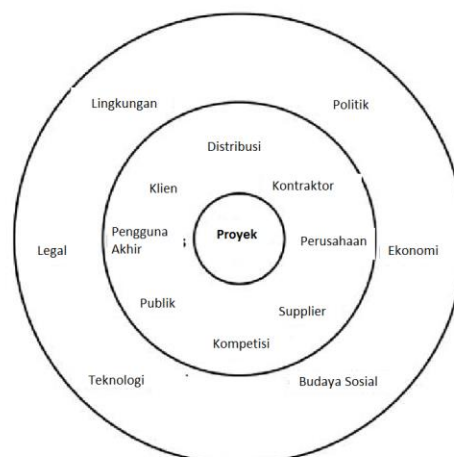 Lingkungan
Politik
Distribusi
Klien
Kontraktor
Proyek
Legal
Pengguna
Akhir
Perusahaan
Ekonomi
Publik
Supplier
Kompetisi
Teknologi
Budaya Sosial